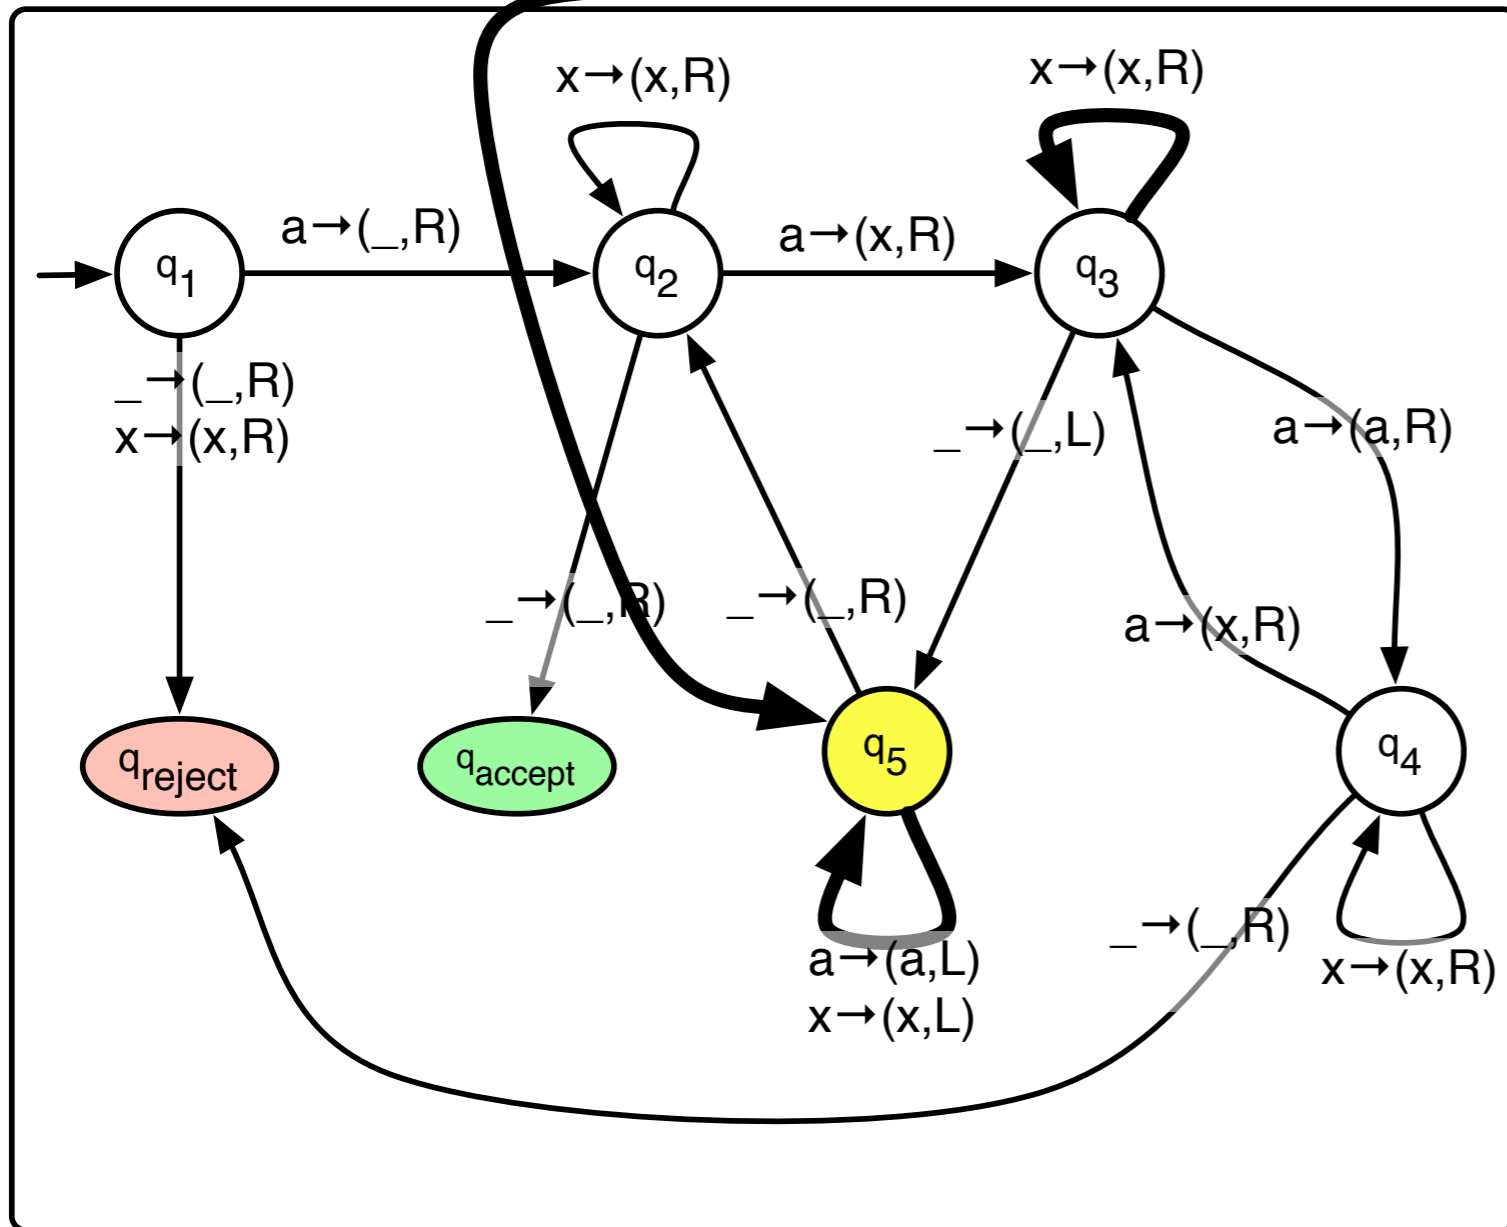 x→(x,R)
x→(x,R)
a→(_,R)
a→(x,R)
q1
q2
q3
_→(_,R)
x→(x,R)
_→(_,L)
a→(a,R)
_→(_,R)
_→(_,R)
a→(x,R)
qreject
qaccept
q5
q4
a→(a,L)
x→(x,L)
_→(_,R)
x→(x,R)